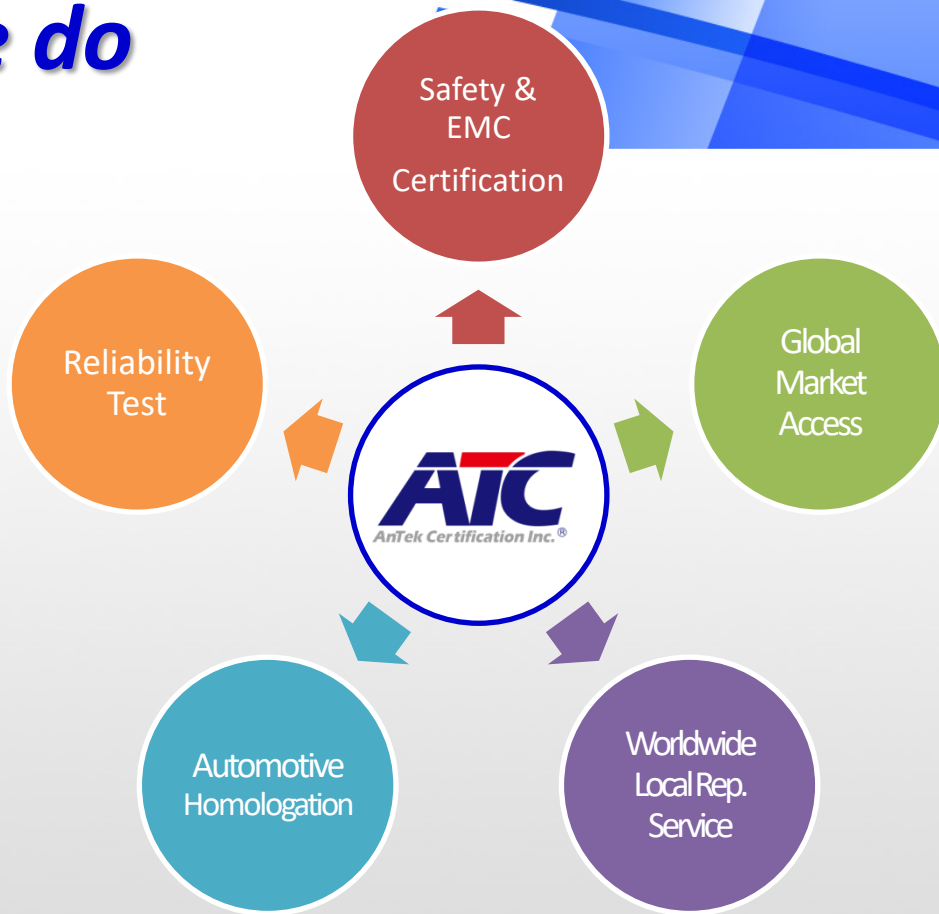 do
Safety &
EMC
Certification
Global
Market
Access
Worldwide
Local Rep.
Service
Automotive
Homologation
Reliability
Test
ATC
AnTek Certification Inc.®